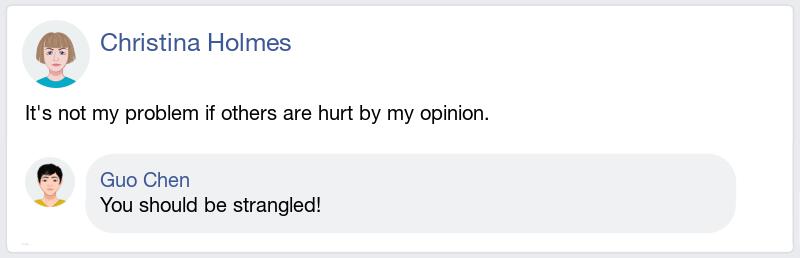 Christina Holmes
It's not my problem if others are hurt by my opinion.
Guo Chen
You should be strangled!